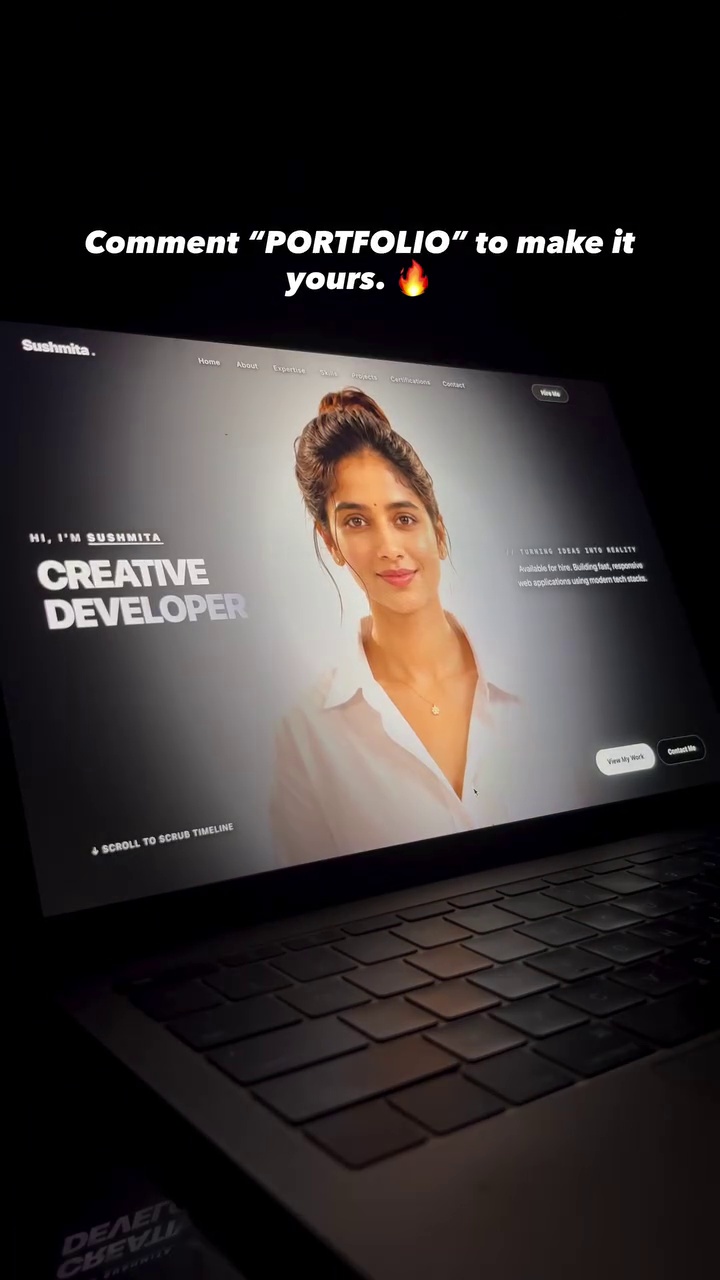 Comment “PORTFOLIO” to make it
yours. 🔥
Sushmita.
Home About Expertise Skills Projects Certifications Contact
Hire Me
HI, I'M SUSHMITA
CREATIVE
DEVELOPER
// TURNING IDEAS INTO REALITY
Available for hire. Building fast, responsive
web applications using modern tech stacks.
View My Work
Contact Me
↓ SCROLL TO SCRUB TIMELINE